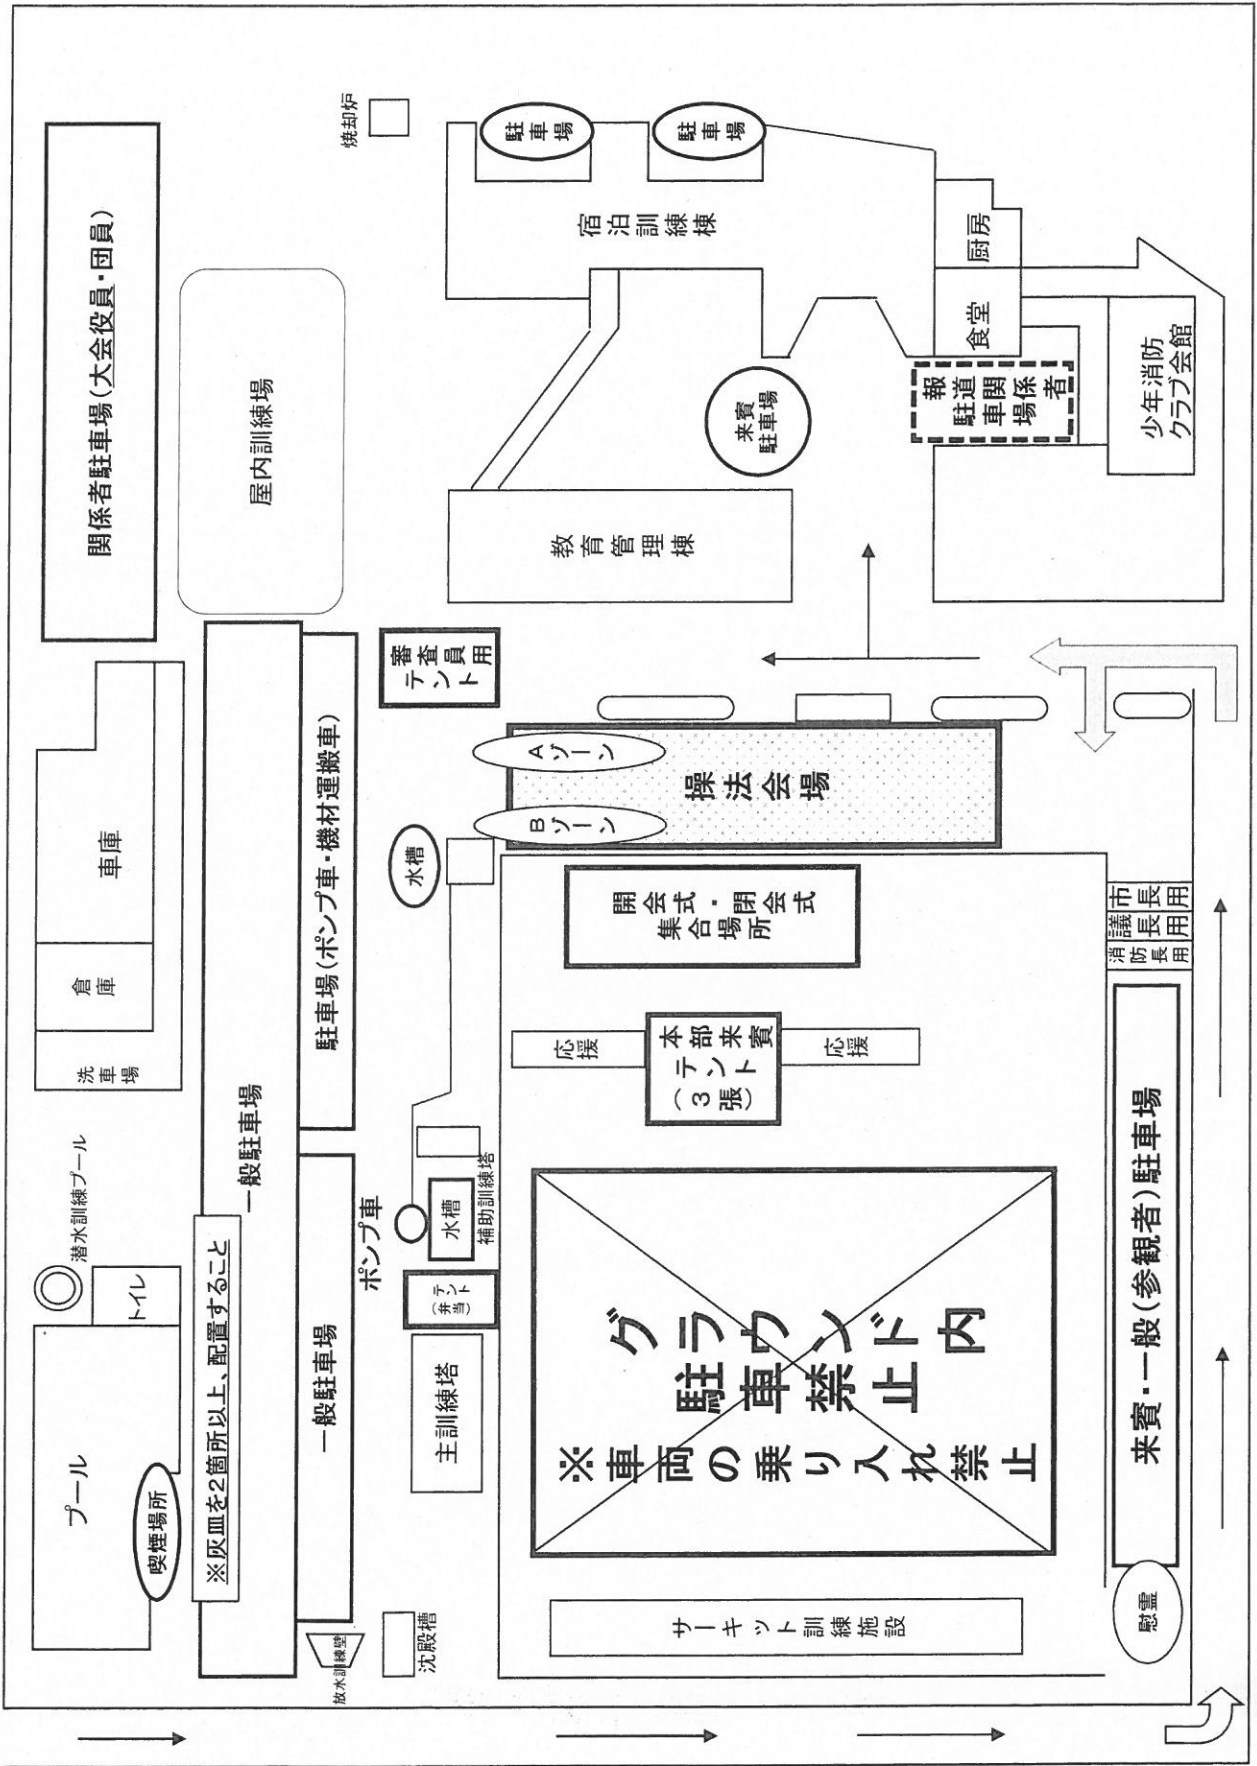 プール
喫煙場所
トイレ
潜水訓練プール
洗車場
倉庫
車庫
関係者駐車場(大会役員・団員)
※灰皿を2箇所以上、配置すること
一般駐車場
屋内訓練場
放水訓練壁
一般駐車場
駐車場(ポンプ車・機材運搬車)
焼却炉
沈殿槽
主訓練塔
テント
(弁当)
ポンプ車
水槽
補助訓練塔
水槽
審査員用
テント
サーキット訓練施設
グラウンド内
駐車禁止
※車両の乗り入れ禁止
応援
本部来賓
テント
(3張)
応援
開会式・閉会式
集合場所
Bゾーン
Aゾーン
操法会場
教育管理棟
宿泊訓練棟
駐車場
駐車場
来賓
駐車場
報道関係者
駐車場
食堂
厨房
少年消防
クラブ会館
慰霊
来賓・一般(参観者)駐車場
消防長用
議長用
市長用